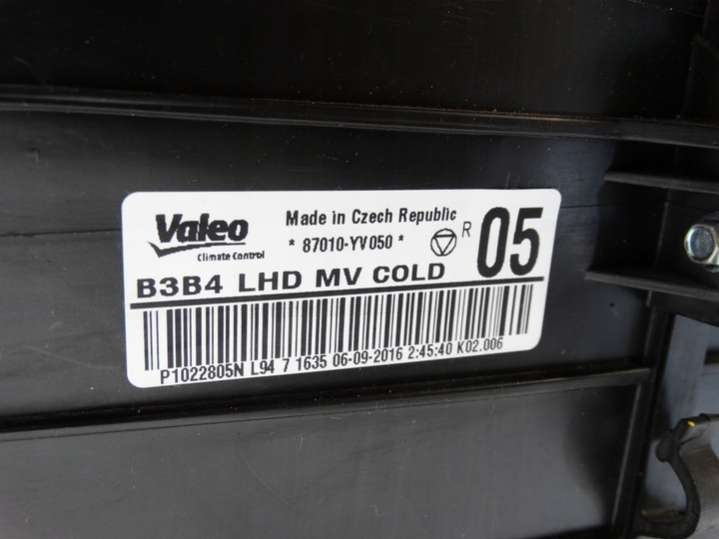 Valeo
Climate Control
Made in Czech Republic
* 87010-YV050 *
R 05
B3B4 LHD MV COLD
P1022805N L94 7 1635 06-09-2016 2:45:40 K02.006